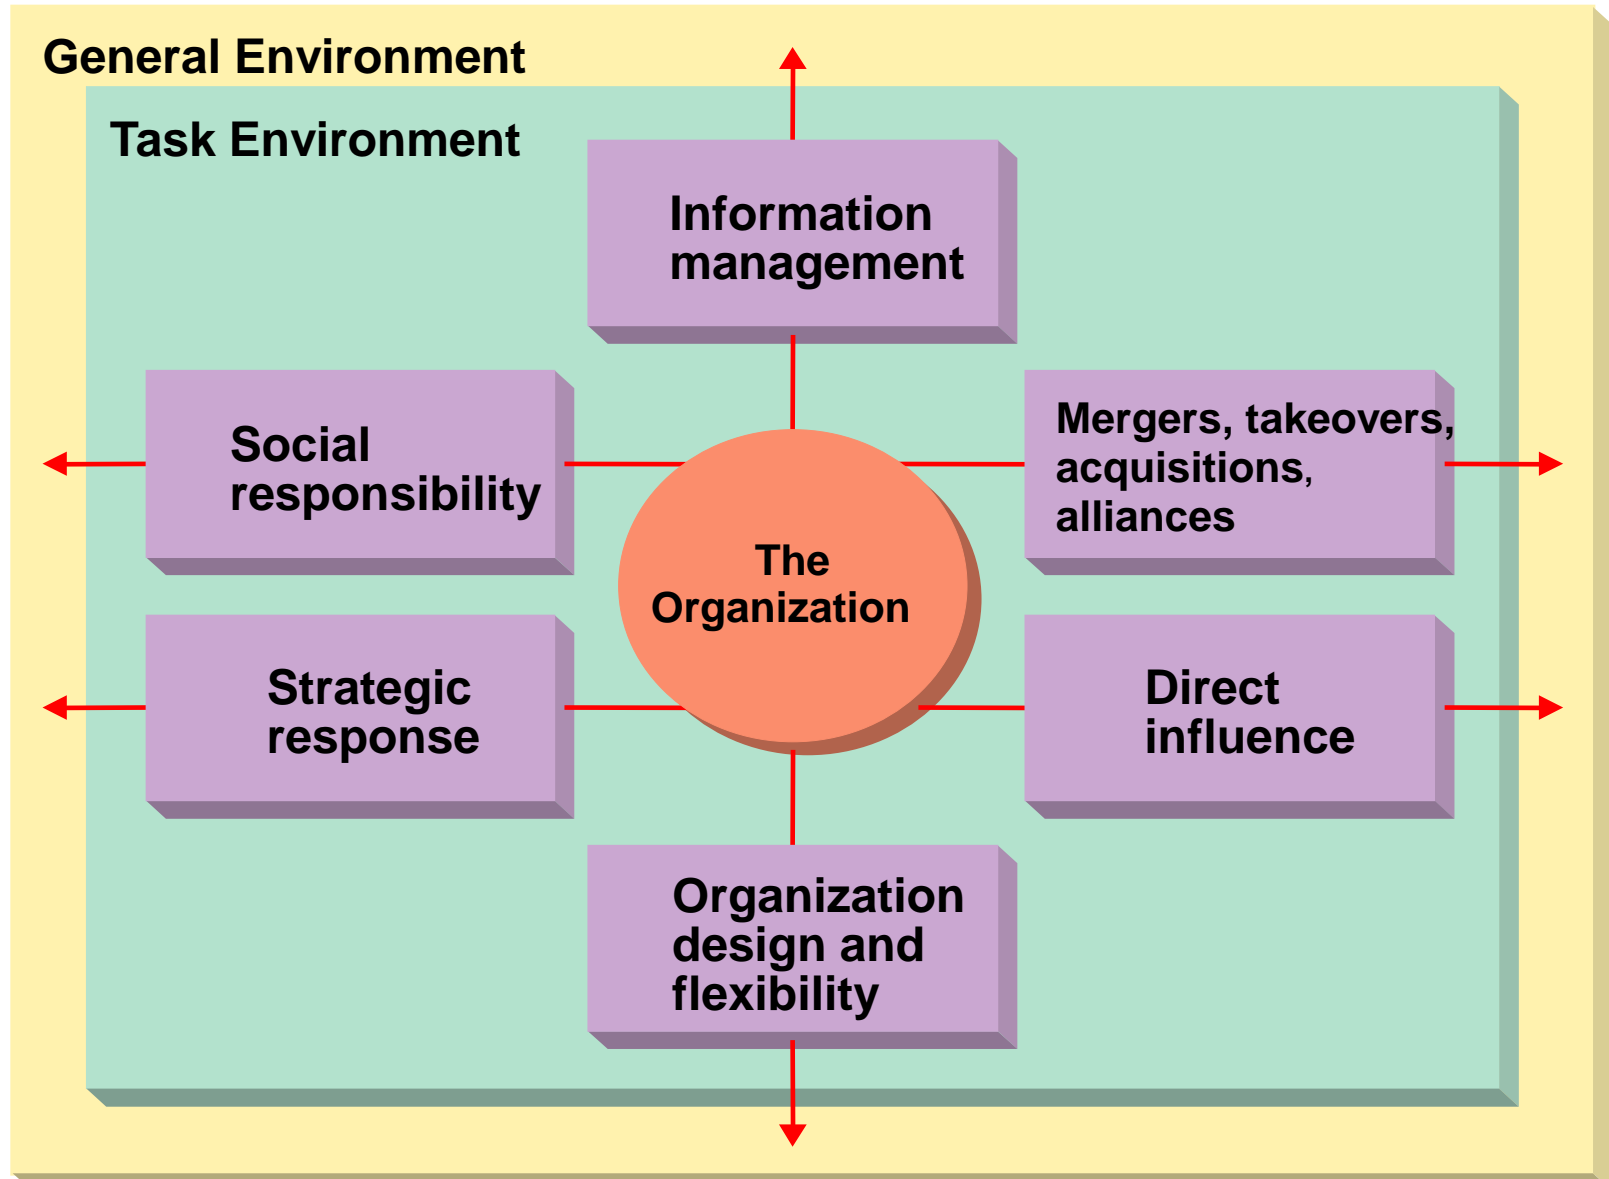 General Environment
Task Environment
Information
management
Social
responsibility
Mergers, takeovers,
acquisitions,
alliances
The
Organization
Strategic
response
Direct
influence
Organization
design and
flexibility